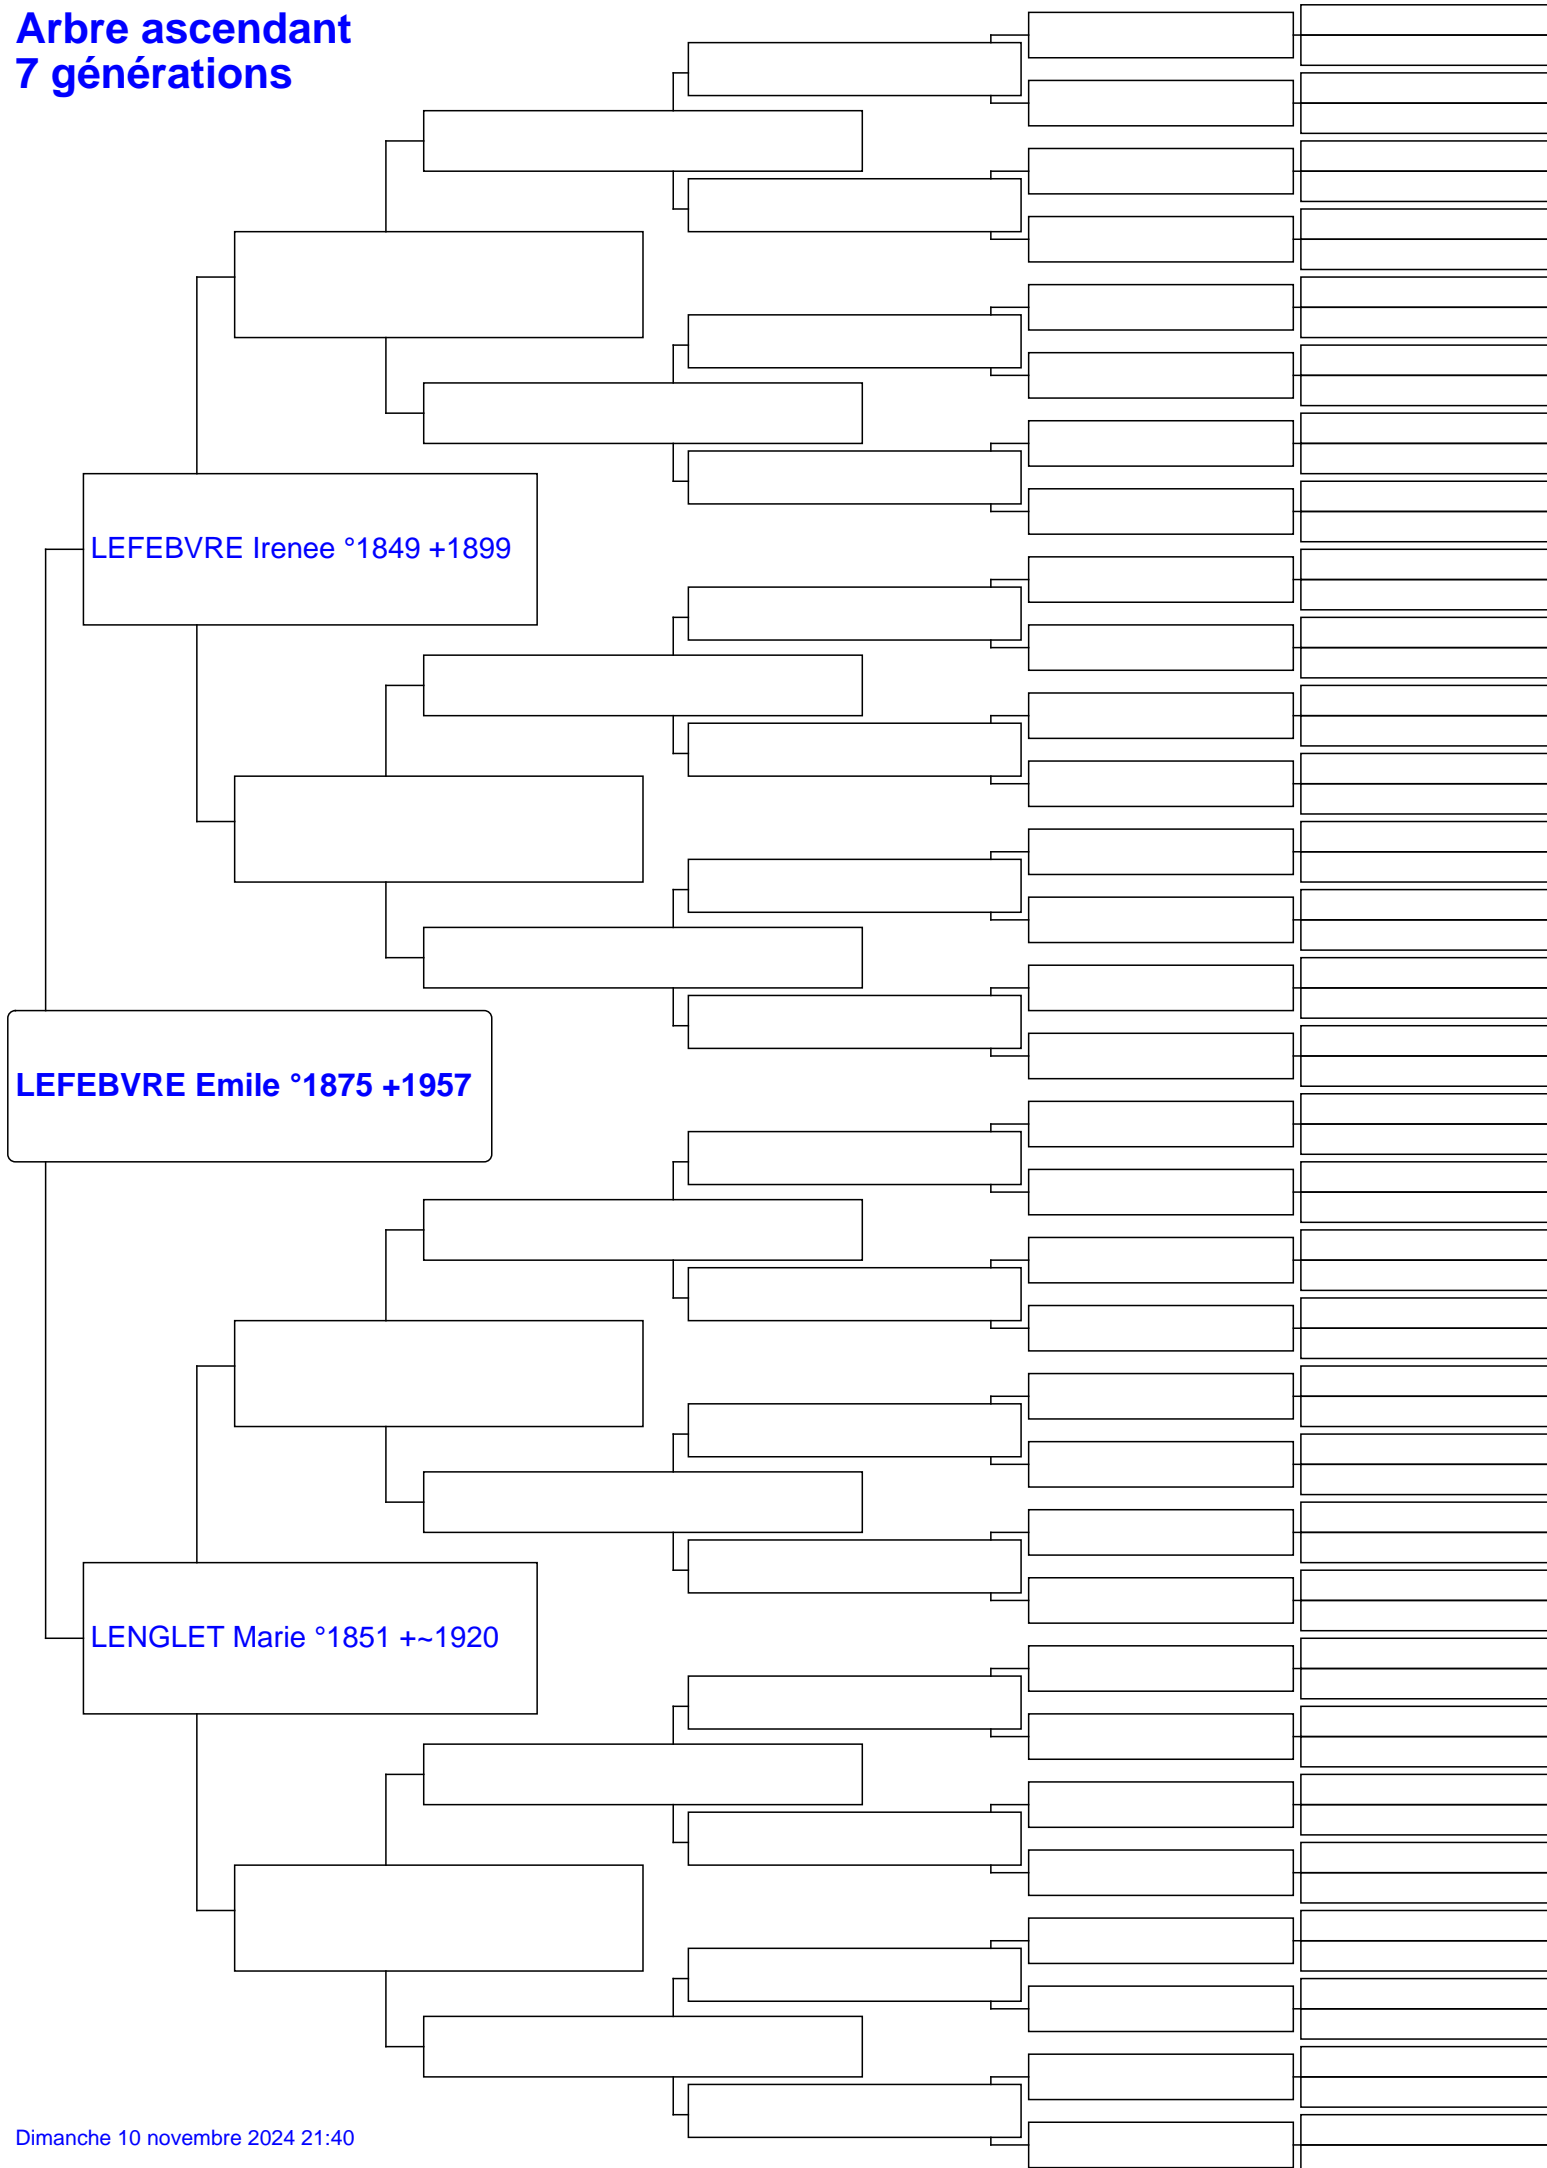 Arbre ascendant
7 générations
LEFEBVRE Irenee °1849 +1899
LEFEBVRE Emile °1875 +1957
LENGLET Marie °1851 +~1920
Dimanche 10 novembre 2024 21:40